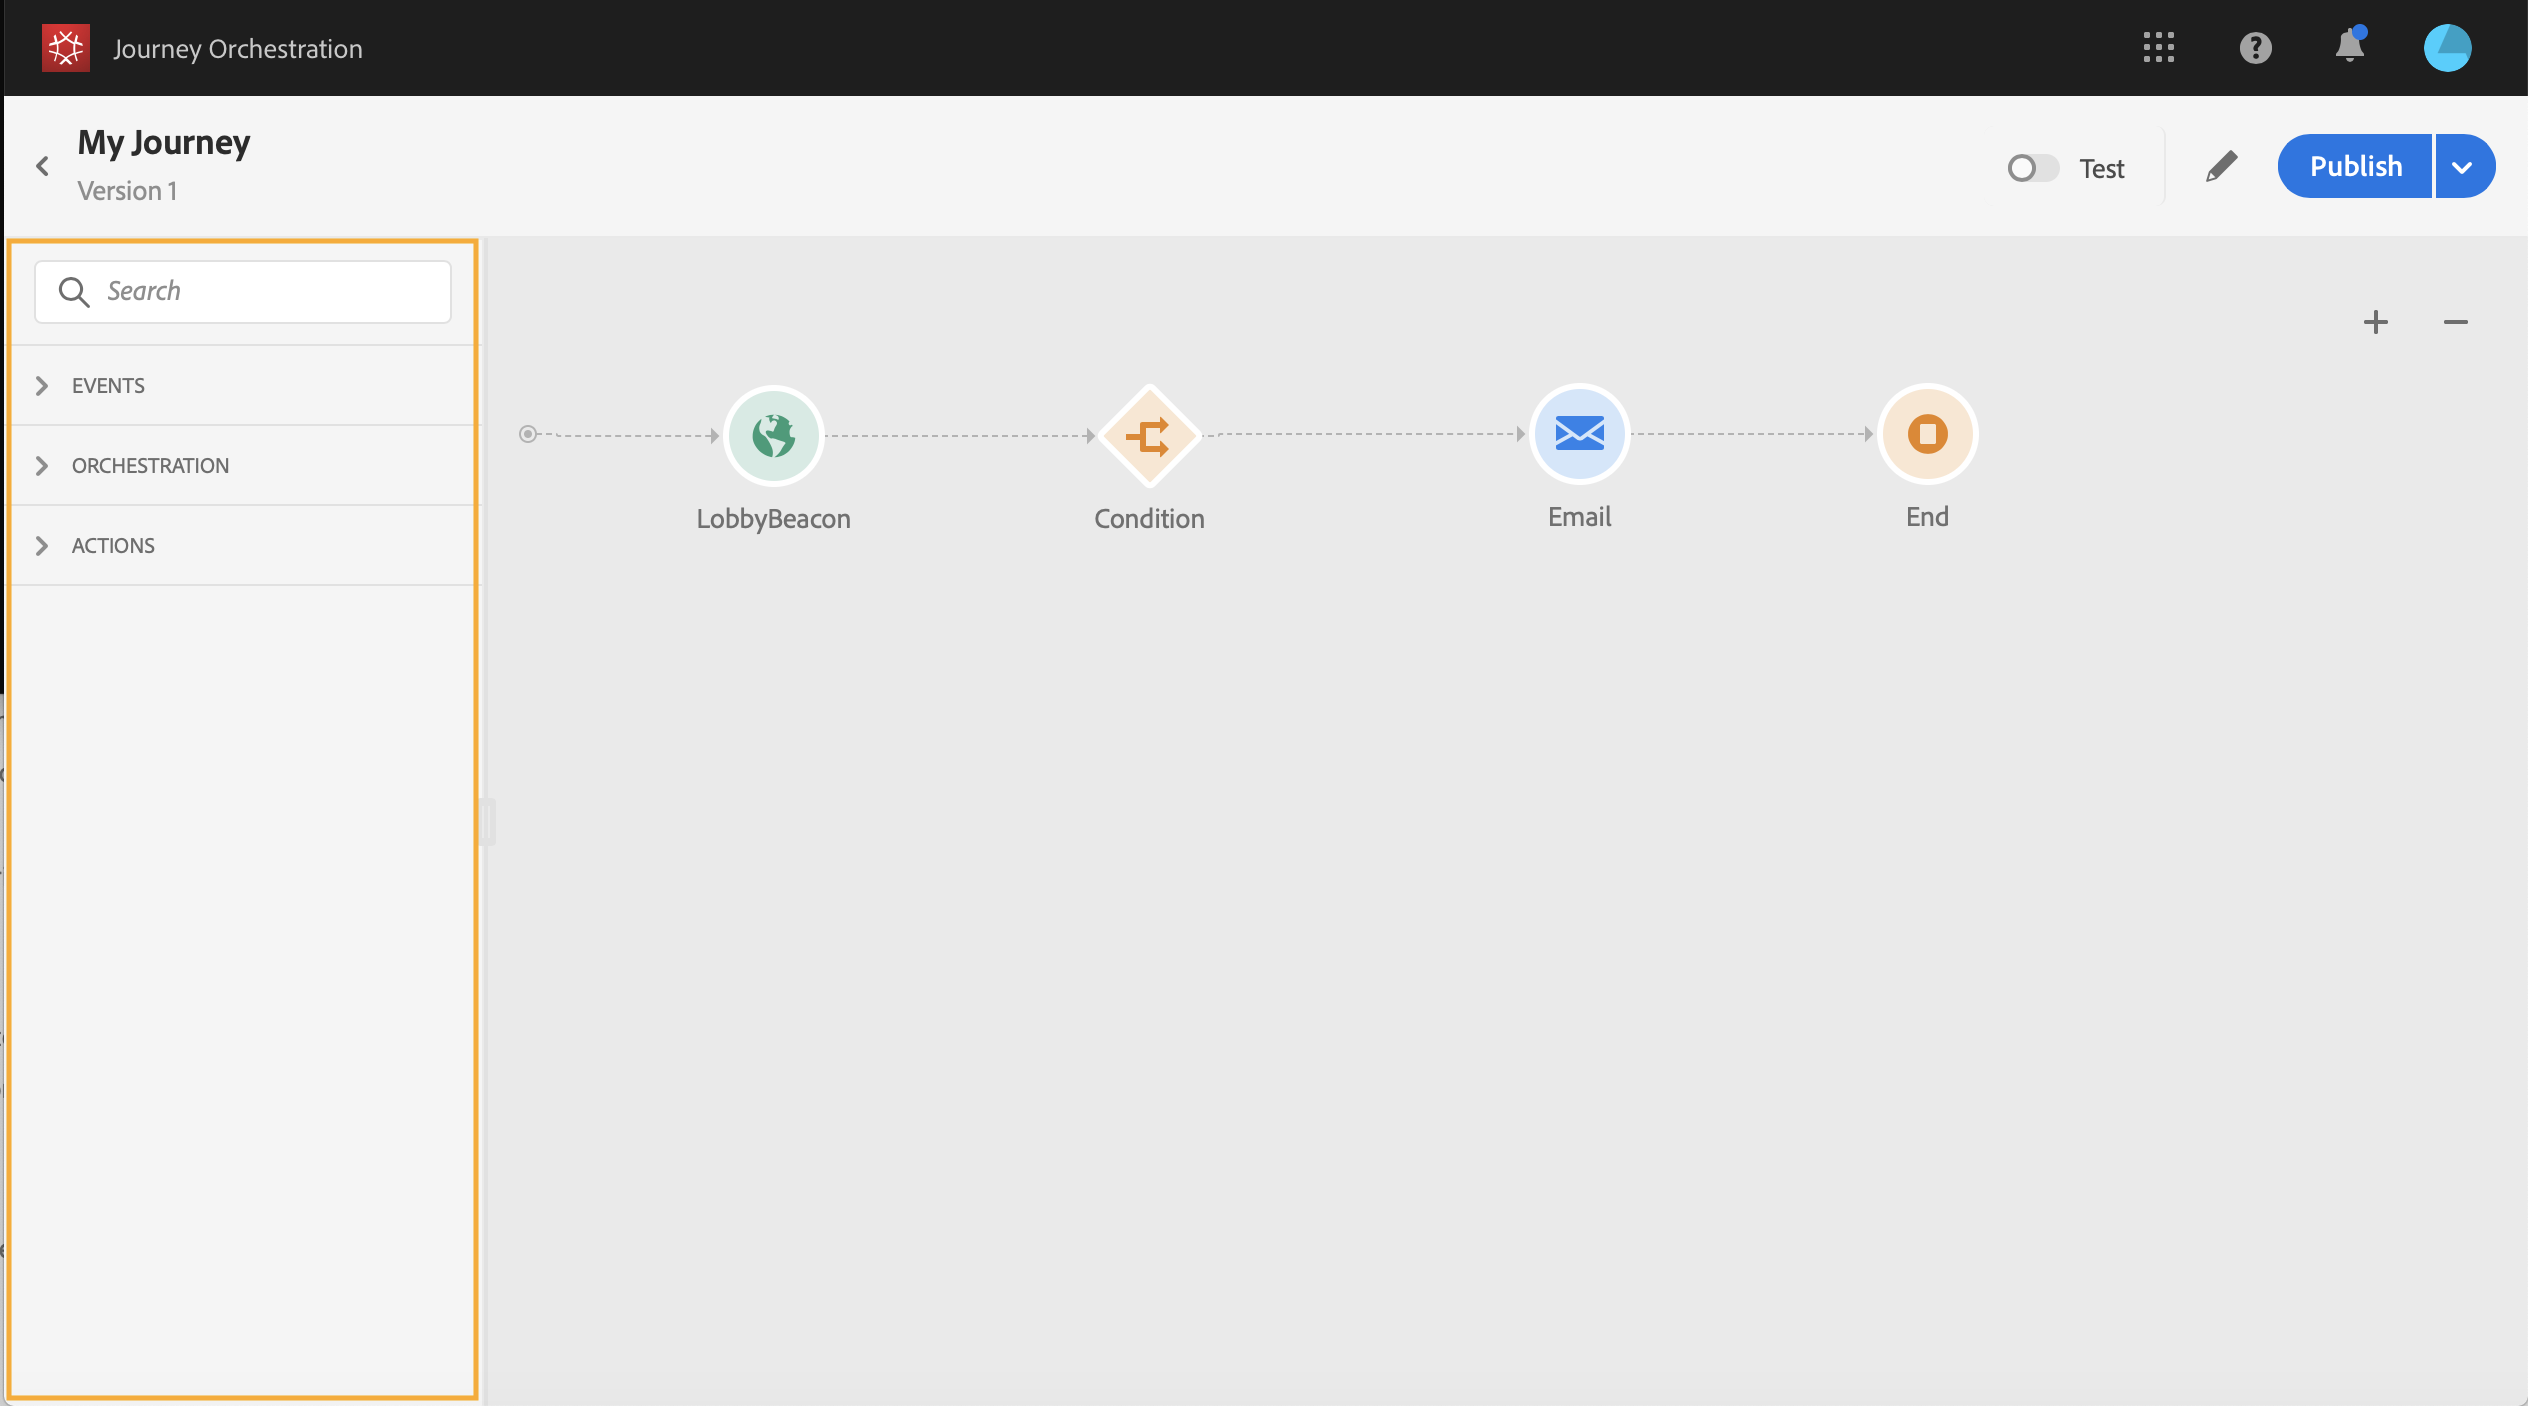 Journey Orchestration
My Journey
Version 1
Test
Publish
Search
EVENTS
ORCHESTRATION
ACTIONS
LobbyBeacon
Condition
Email
End